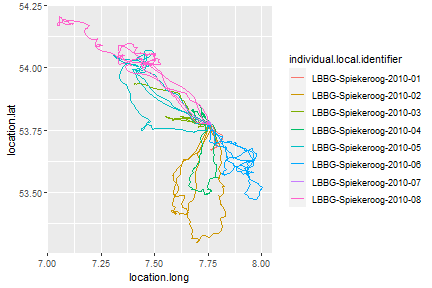 54.25
54.00
53.75
53.50
location.lat
7.00
7.25
7.50
7.75
8.00
location.long
individual.local.identifier
LBBG-Spiekeroog-2010-01
LBBG-Spiekeroog-2010-02
LBBG-Spiekeroog-2010-03
LBBG-Spiekeroog-2010-04
LBBG-Spiekeroog-2010-05
LBBG-Spiekeroog-2010-06
LBBG-Spiekeroog-2010-07
LBBG-Spiekeroog-2010-08